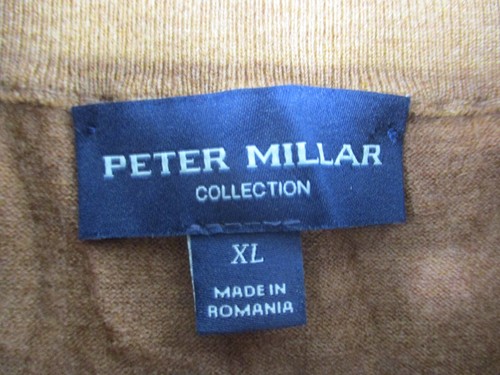 PETER MILLAR
COLLECTION
XL
MADE IN
ROMANIA